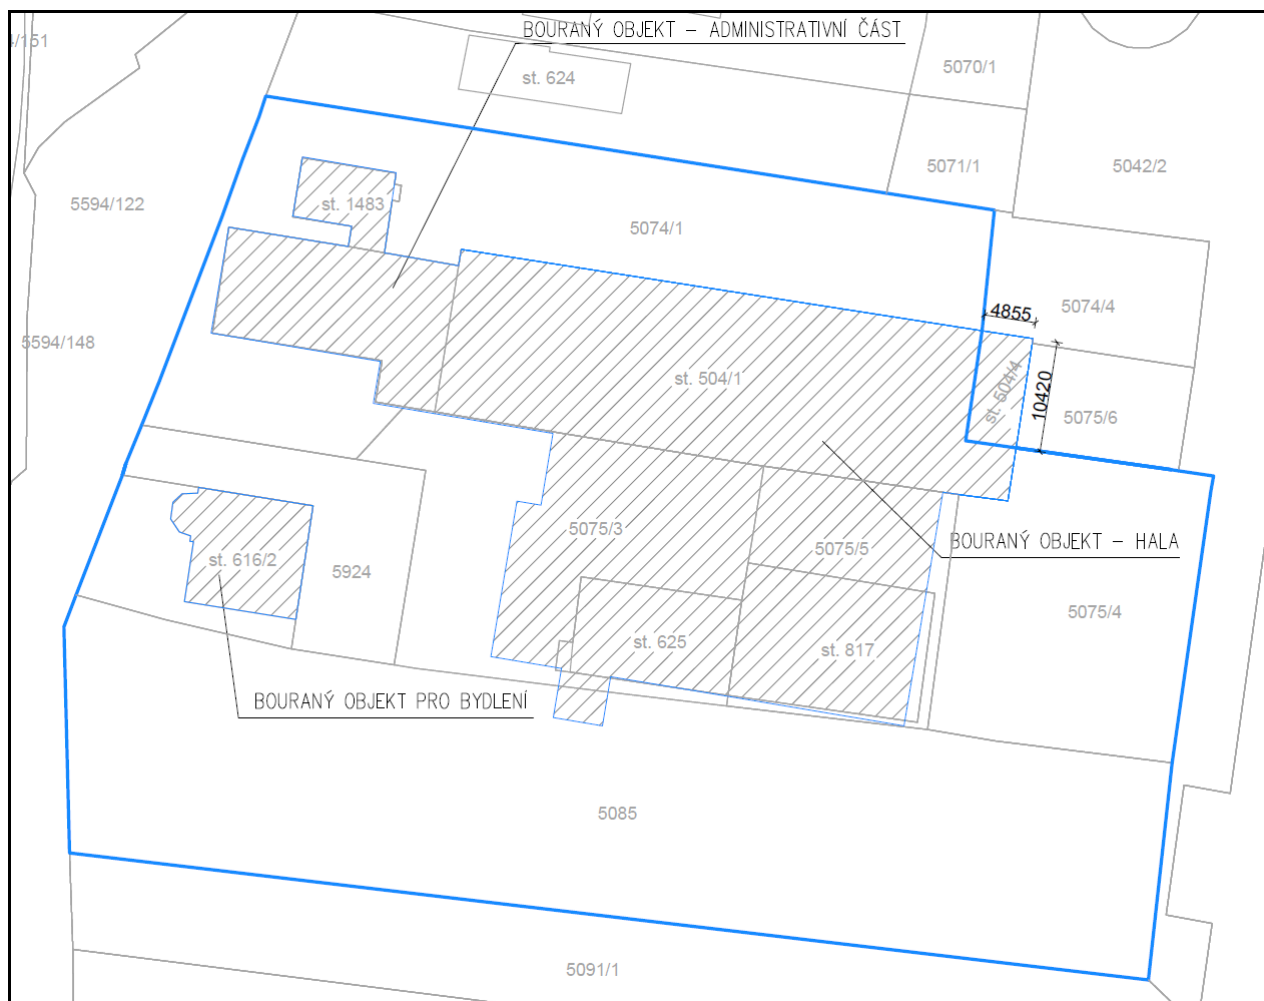 BOURANÝ OBJEKT – ADMINISTRATIVNÍ ČÁST
/151
st. 624
5070/1
5071/1
5042/2
5594/122
st. 1483
5074/1
4855
5074/4
5594/148
st. 504/1
st. 504/4
10420
5075/6
5075/3
5075/5
BOURANÝ OBJEKT – HALA
st. 616/2
5924
5075/4
st. 625
st. 817
BOURANÝ OBJEKT PRO BYDLENÍ
5085
5091/1